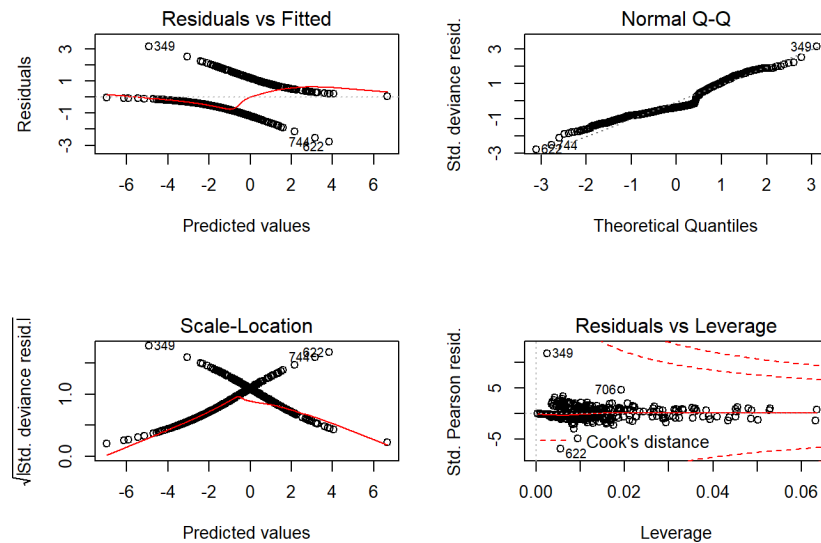 Residuals vs Fitted
Residuals
3
1
-1
-3
349
744
622
-6 -4 -2 0 2 4 6
Predicted values
Normal Q-Q
Std. deviance resid.
3
1
-1
-3
349
744
622
-3 -2 -1 0 1 2 3
Theoretical Quantiles
Scale-Location
√|Std. deviance resid.|
1.0
0.0
349
622
744
-6 -4 -2 0 2 4 6
Predicted values
Residuals vs Leverage
Std. Pearson resid.
5
-5
349
706
Cook's distance
622
0.00 0.02 0.04 0.06
Leverage